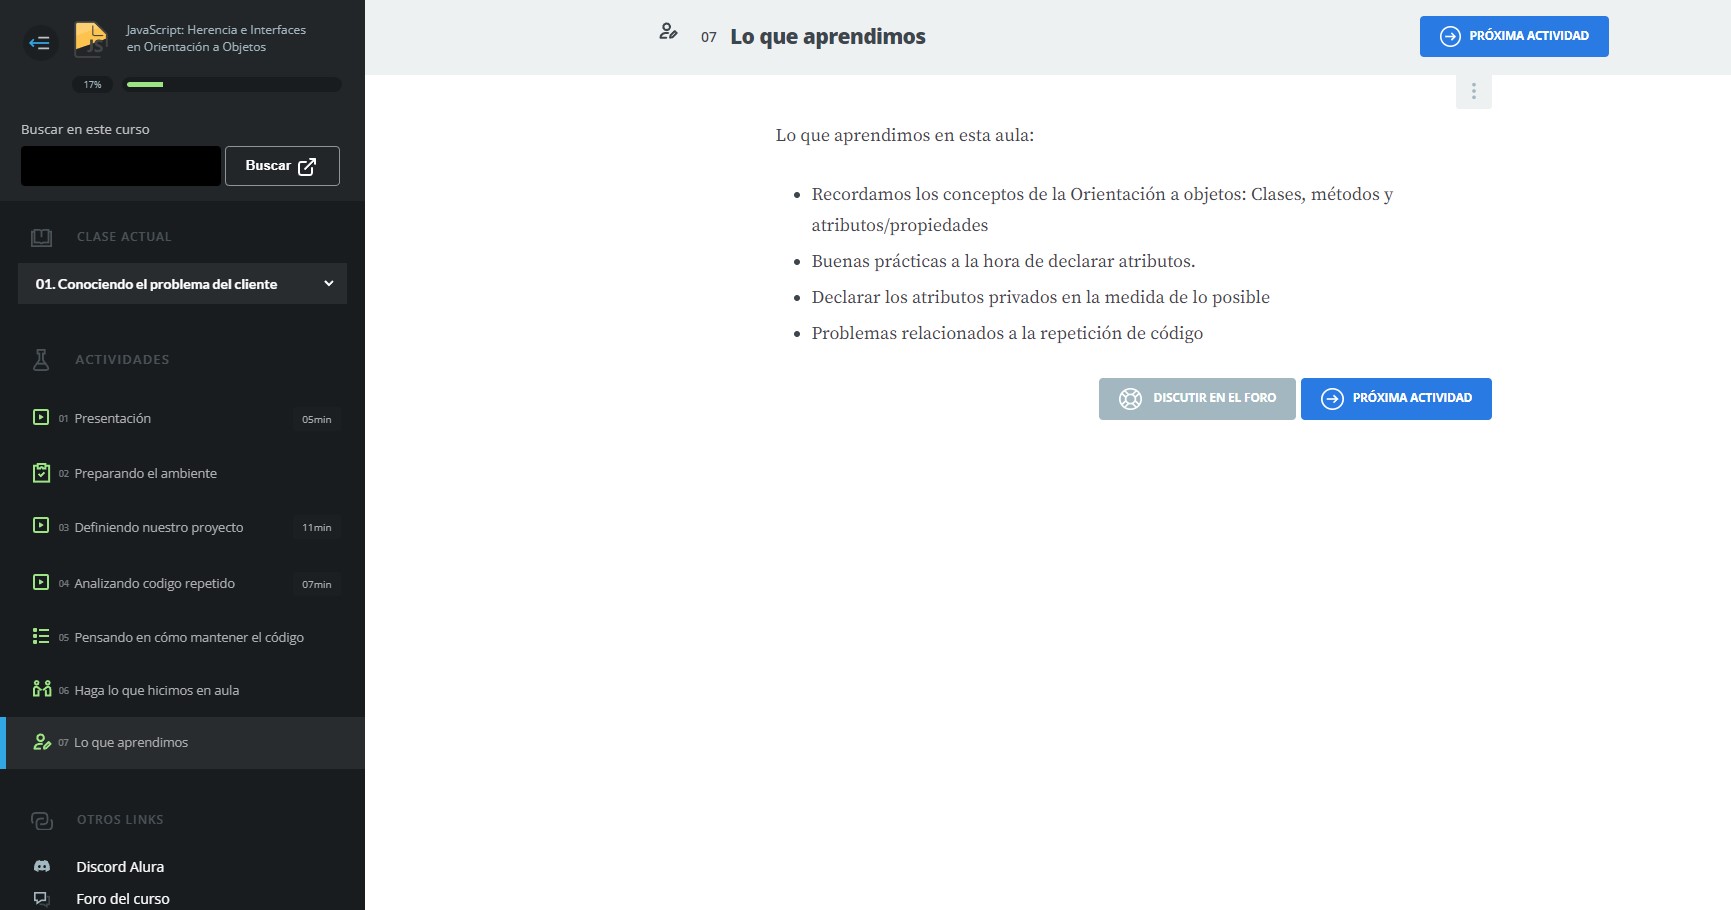 JavaScript: Herencia e Interfaces
en Orientación a Objetos
17%
Buscar en este curso
Buscar
CLASE ACTUAL
01. Conociendo el problema del cliente
ACTIVIDADES
01 Presentación 05min
02 Preparando el ambiente
03 Definiendo nuestro proyecto 11min
04 Analizando codigo repetido 07min
05 Pensando en cómo mantener el código
06 Haga lo que hicimos en aula
07 Lo que aprendimos
OTROS LINKS
Discord Alura
Foro del curso
07 Lo que aprendimos
PRÓXIMA ACTIVIDAD
Lo que aprendimos en esta aula:
• Recordamos los conceptos de la Orientación a objetos: Clases, métodos y
atributos/propiedades
• Buenas prácticas a la hora de declarar atributos.
• Declarar los atributos privados en la medida de lo posible
• Problemas relacionados a la repetición de código
DISCUTIR EN EL FORO
PRÓXIMA ACTIVIDAD